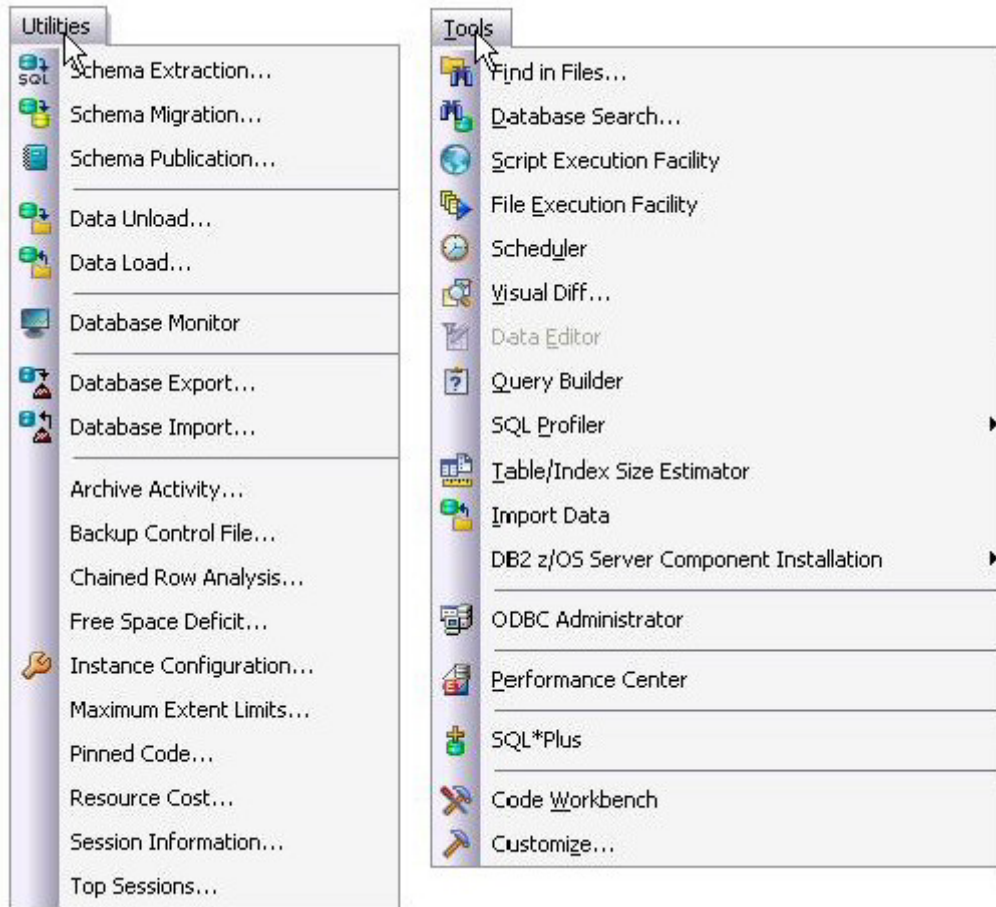 Utilities
SQL
Schema Extraction...
Schema Migration...
Schema Publication...
Data Unload...
Data Load...
Database Monitor
Database Export...
Database Import...
Archive Activity...
Backup Control File...
Chained Row Analysis...
Free Space Deficit...
Instance Configuration...
Maximum Extent Limits...
Pinned Code...
Resource Cost...
Session Information...
Top Sessions...
Tools
Find in Files...
Database Search...
Script Execution Facility
File Execution Facility
Scheduler
Visual Diff...
Data Editor
Query Builder
SQL Profiler
Table/Index Size Estimator
Import Data
DB2 z/OS Server Component Installation
ODBC Administrator
Performance Center
SQL*Plus
Code Workbench
Customize...